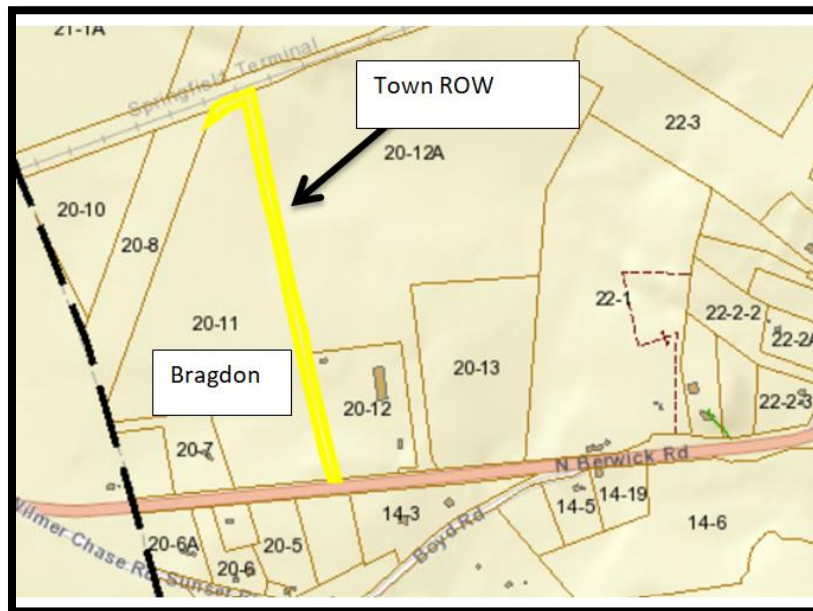 21-1A
Springfield Terminal
Town ROW
22-3
20-12A
20-10
20-8
22-1
22-2-2
20-11
22-2A
20-13
Bragdon
20-12
22-2-3
20-7
N Berwick Rd
14-19
14-5
14-3
14-6
Boyd Rd
Wilmer Chase Rd
Sunset
20-6A
20-5
20-6